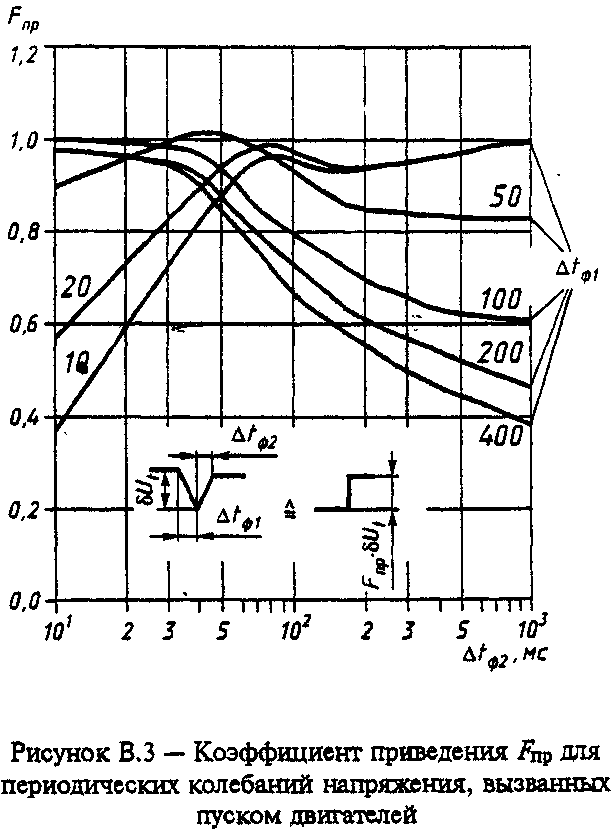 Fпр
1,2
1,0
0,8
0,6
0,4
0,2
0,0
50
Δtф1
20
100
10
200
400
Δtф2
δUt
Δtф1
≙
Fпр·δUt
10¹ 2 3 5 10² 2 3 5 10³
Δtф2, мс
Рисунок В.3 — Коэффициент приведения Fпр для
периодических колебаний напряжения, вызванных
пуском двигателей